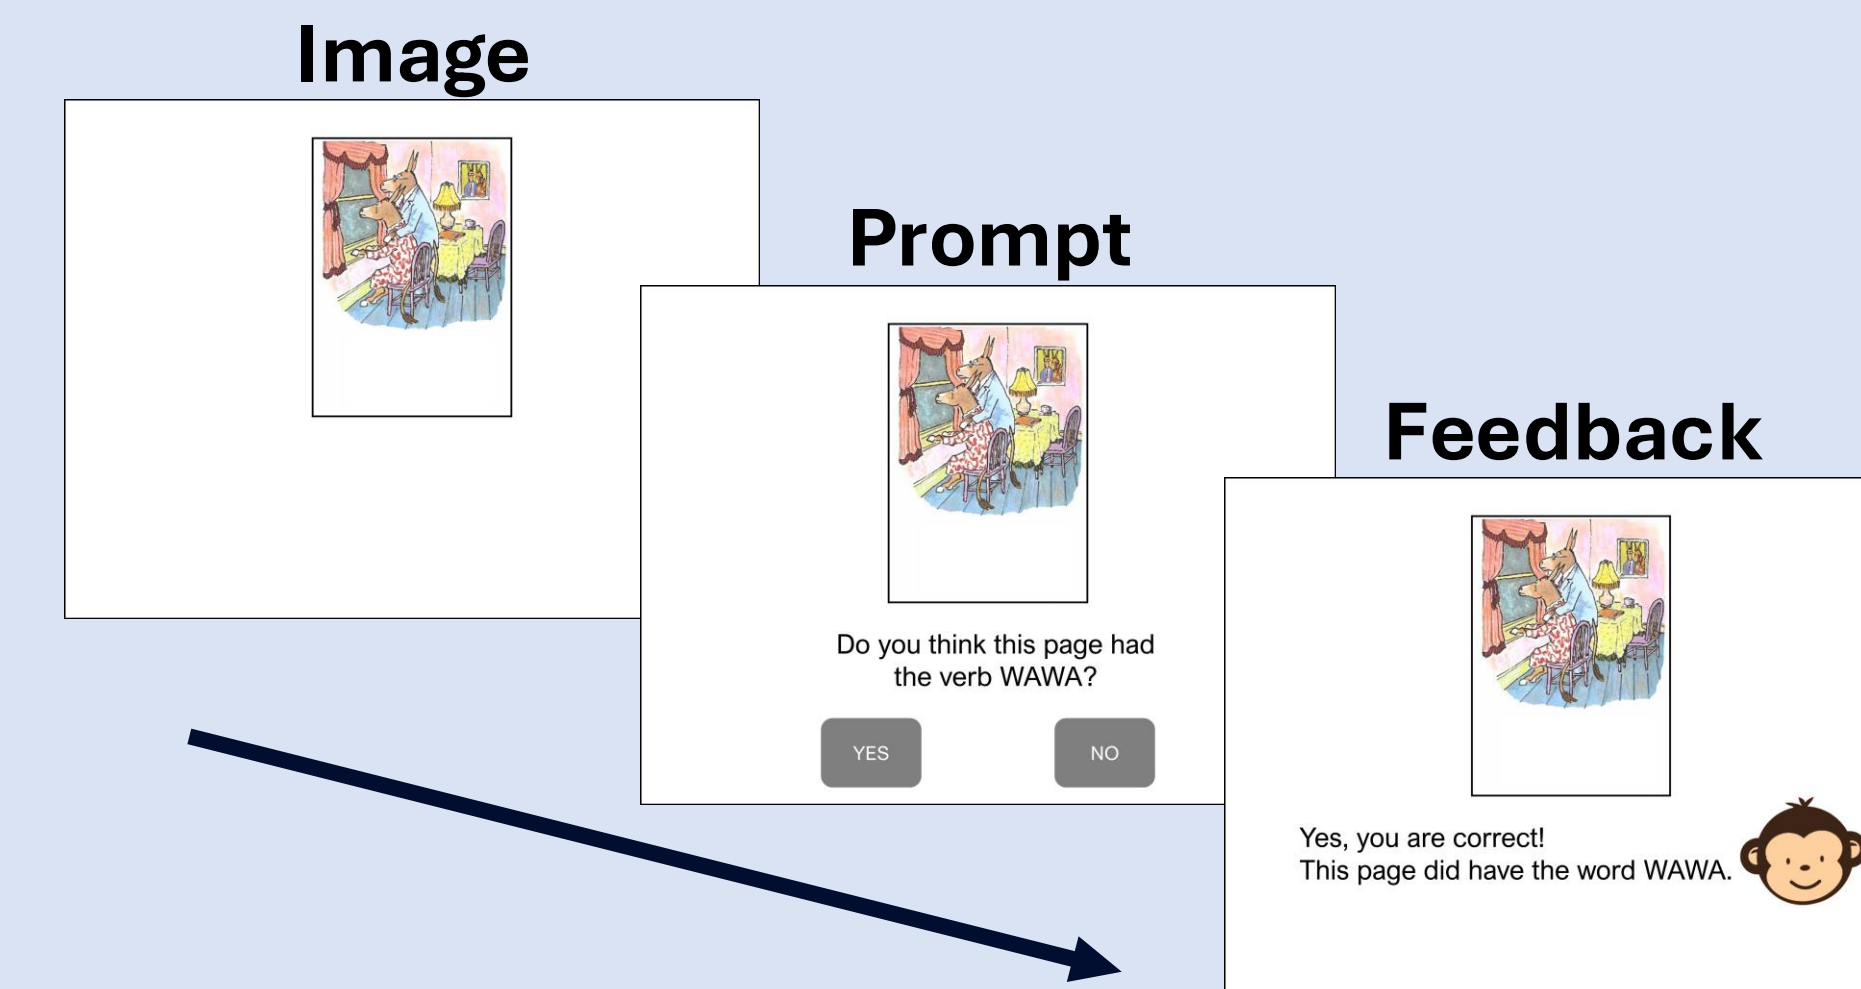 Image
Prompt
Do you think this page had
the verb WAWA?
YES
NO
Feedback
Yes, you are correct!
This page did have the word WAWA.